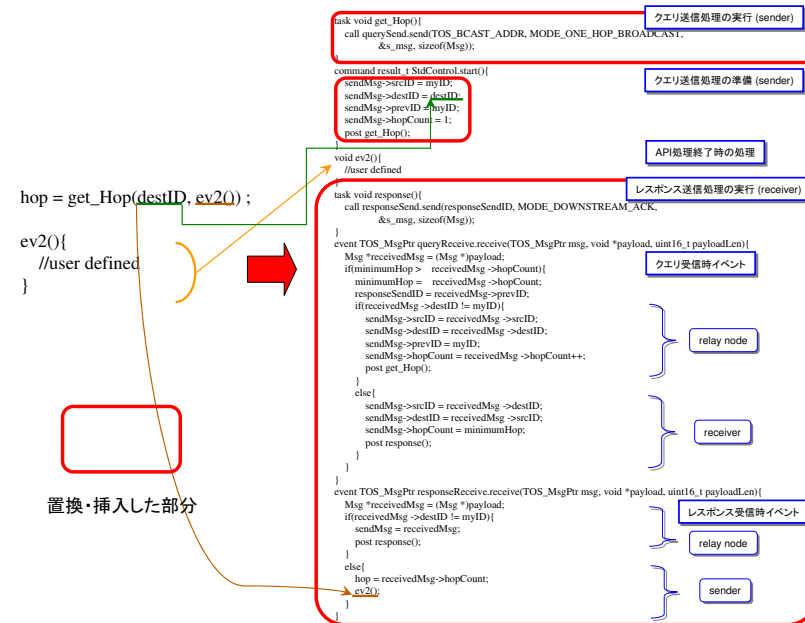 hop = get_Hop(destID, ev2()) ;
ev2(){
//user defined
}
置換・挿入した部分
task void get_Hop(){
call querySend.send(TOS_BCAST_ADDR, MODE_ONE_HOP_BROADCAST,
&s_msg, sizeof(Msg));
}
クエリ送信処理の実行 (sender)
command result_t StdControl.start(){
sendMsg->srcID = myID;
sendMsg->destID = destID;
sendMsg->prevID = myID;
sendMsg->hopCount = 1;
post get_Hop();
}
クエリ送信処理の準備 (sender)
void ev2(){
//user defined
}
API処理終了時の処理
task void response(){
call responseSend.send(responseSendID, MODE_DOWNSTREAM_ACK,
&s_msg, sizeof(Msg));
}
レスポンス送信処理の実行 (receiver)
event TOS_MsgPtr queryReceive.receive(TOS_MsgPtr msg, void *payload, uint16_t payloadLen){
Msg *receivedMsg = (Msg *)payload;
if(minimumHop > receivedMsg ->hopCount){
minimumHop = receivedMsg ->hopCount;
responseSendID = receivedMsg->prevID;
if(receivedMsg ->destID != myID){
sendMsg->srcID = receivedMsg ->srcID;
sendMsg->destID = receivedMsg ->destID;
sendMsg->prevID = myID;
sendMsg->hopCount = receivedMsg ->hopCount++;
post get_Hop();
}
else{
sendMsg->srcID = receivedMsg ->destID;
sendMsg->destID = receivedMsg ->srcID;
sendMsg->hopCount = minimumHop;
post response();
}
}
}
クエリ受信時イベント
relay node
receiver
event TOS_MsgPtr responseReceive.receive(TOS_MsgPtr msg, void *payload, uint16_t payloadLen){
Msg *receivedMsg = (Msg *)payload;
if(receivedMsg ->destID != myID){
sendMsg = receivedMsg;
post response();
}
else{
hop = receivedMsg->hopCount;
ev2();
}
}
レスポンス受信時イベント
relay node
sender